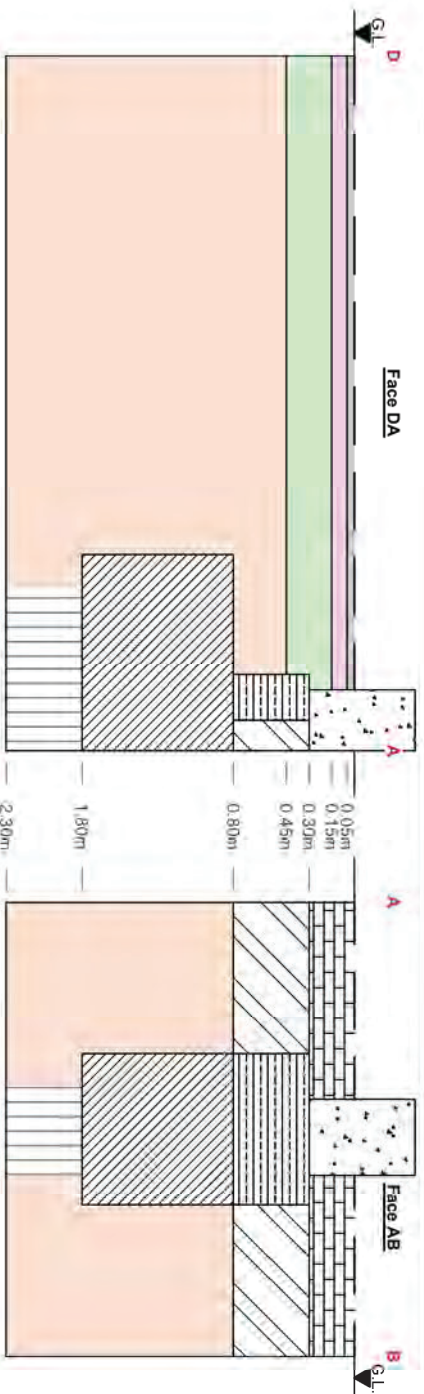 G.L.
D
Face DA
A
0.05m
0.15m
0.30m
0.45m
0.80m
1.80m
2.30m
A
Face AB
B
G.L.